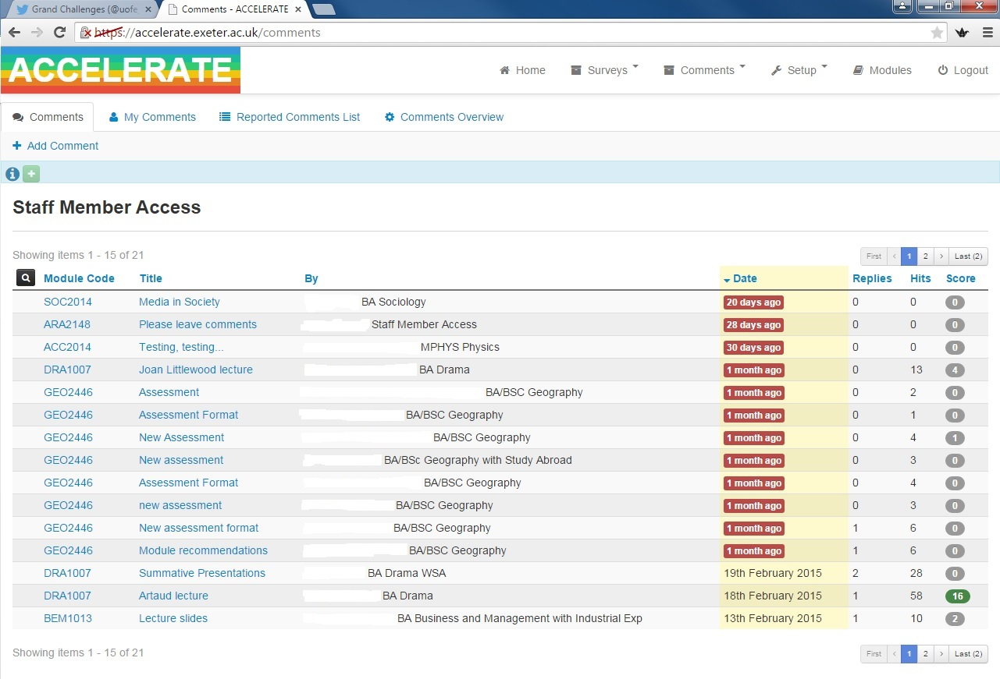 Grand Challenges (@uofe × Comments - ACCELERATE ×
https://accelerate.exeter.ac.uk/comments
ACCELERATE Home Surveys Comments Setup Modules Logout
Comments My Comments Reported Comments List Comments Overview
+ Add Comment
Staff Member Access
Showing items 1 - 15 of 21 First ‹ 1 2 › Last (2)
Module Code Title By Date Replies Hits Score
SOC2014 Media in Society BA Sociology 20 days ago 0 0 0
ARA2148 Please leave comments Staff Member Access 28 days ago 0 0 0
ACC2014 Testing, testing... MPHYS Physics 30 days ago 0 0 0
DRA1007 Joan Littlewood lecture BA Drama 1 month ago 0 13 4
GEO2446 Assessment BA/BSC Geography 1 month ago 0 2 0
GEO2446 Assessment Format BA/BSC Geography 1 month ago 0 1 0
GEO2446 New Assessment BA/BSC Geography 1 month ago 0 4 1
GEO2446 New assessment BA/BSc Geography with Study Abroad 1 month ago 0 3 0
GEO2446 Assessment Format BA/BSC Geography 1 month ago 0 4 0
GEO2446 new assessment BA/BSC Geography 1 month ago 0 3 0
GEO2446 New assessment format BA/BSC Geography 1 month ago 1 6 0
GEO2446 Module recommendations BA/BSC Geography 1 month ago 1 6 0
DRA1007 Summative Presentations BA Drama WSA 19th February 2015 2 28 0
DRA1007 Artaud lecture BA Drama 18th February 2015 1 58 16
BEM1013 Lecture slides BA Business and Management with Industrial Exp 13th February 2015 1 10 2
Showing items 1 - 15 of 21 First ‹ 1 2 › Last (2)